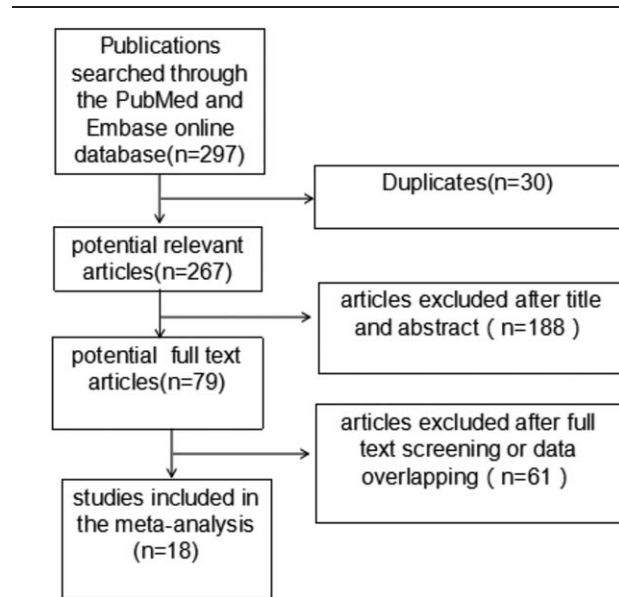 Publications
searched through
the PubMed and
Embase online
database(n=297)
Duplicates(n=30)
potential relevant
articles(n=267)
articles excluded after title
and abstract ( n=188 )
potential full text
articles(n=79)
articles excluded after full
text screening or data
overlapping ( n=61 )
studies included in
the meta-analysis
(n=18)